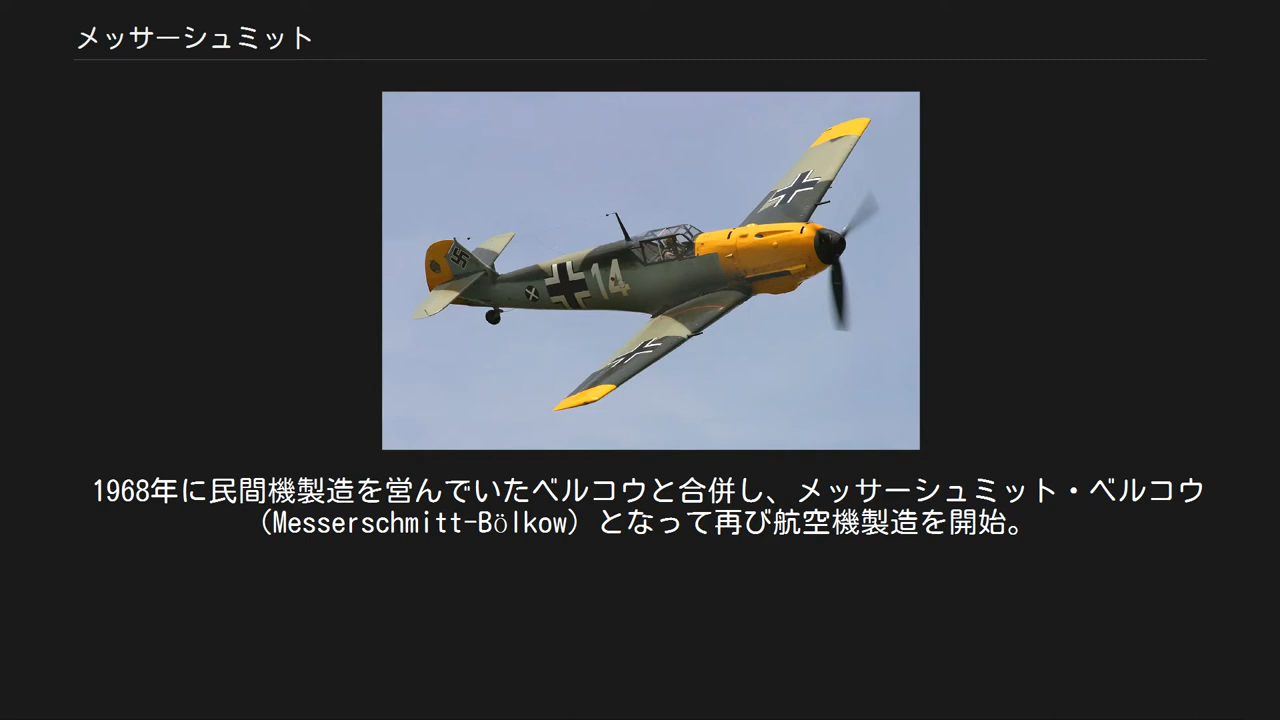 メッサーシュミット
14
1968年に民間機製造を営んでいたベルコウと合併し、メッサーシュミット・ベルコウ
（Messerschmitt-Bölkow）となって再び航空機製造を開始。